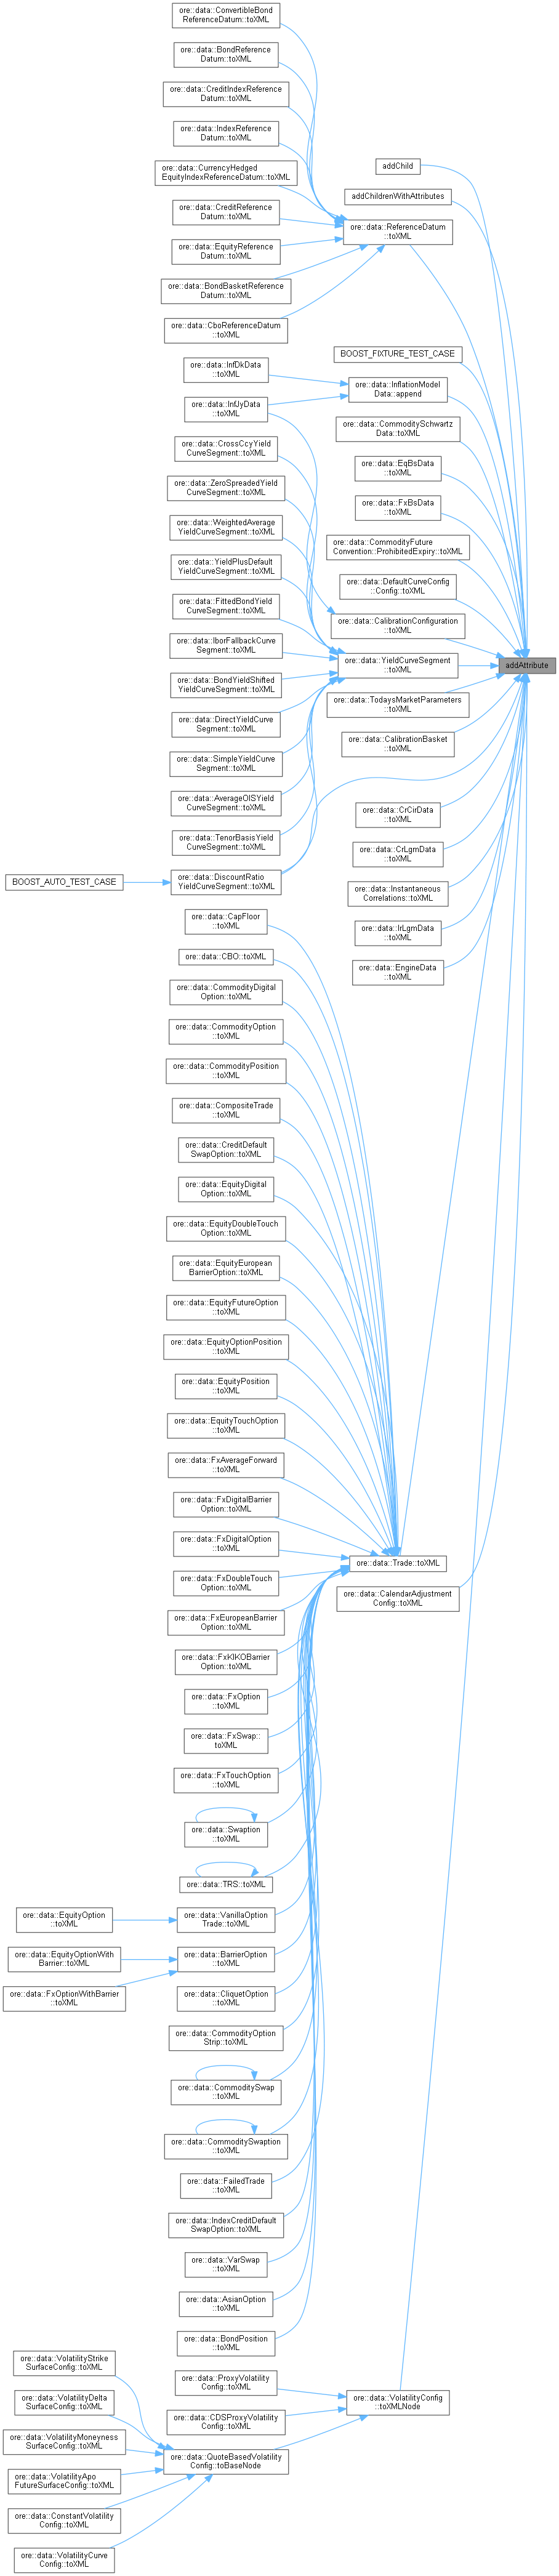 ore::data::ConvertibleBond
ReferenceDatum::toXML
ore::data::BondReference
Datum::toXML
ore::data::CreditIndexReference
Datum::toXML
ore::data::IndexReference
Datum::toXML
ore::data::CurrencyHedged
EquityIndexReferenceDatum::toXML
ore::data::CreditReference
Datum::toXML
ore::data::EquityReference
Datum::toXML
ore::data::BondBasketReference
Datum::toXML
ore::data::CboReferenceDatum
::toXML
addChild
addChildrenWithAttributes
ore::data::ReferenceDatum
::toXML
BOOST_FIXTURE_TEST_CASE
ore::data::InfDkData
::toXML
ore::data::InflationModel
Data::append
ore::data::InfJyData
::toXML
ore::data::CommoditySchwartz
Data::toXML
ore::data::CrossCcyYield
CurveSegment::toXML
ore::data::EqBsData
::toXML
ore::data::ZeroSpreadedYield
CurveSegment::toXML
ore::data::FxBsData
::toXML
ore::data::WeightedAverage
YieldCurveSegment::toXML
ore::data::CommodityFuture
Convention::ProhibitedExpiry::toXML
ore::data::YieldPlusDefault
YieldCurveSegment::toXML
ore::data::DefaultCurveConfig
::Config::toXML
ore::data::FittedBondYield
CurveSegment::toXML
ore::data::CalibrationConfiguration
::toXML
ore::data::IborFallbackCurve
Segment::toXML
ore::data::YieldCurveSegment
::toXML
addAttribute
ore::data::BondYieldShifted
YieldCurveSegment::toXML
ore::data::TodaysMarketParameters
::toXML
ore::data::DirectYieldCurve
Segment::toXML
ore::data::CalibrationBasket
::toXML
ore::data::SimpleYieldCurve
Segment::toXML
ore::data::AverageOISYield
CurveSegment::toXML
ore::data::CrCirData
::toXML
ore::data::TenorBasisYield
CurveSegment::toXML
ore::data::CrLgmData
::toXML
BOOST_AUTO_TEST_CASE
ore::data::DiscountRatio
YieldCurveSegment::toXML
ore::data::Instantaneous
Correlations::toXML
ore::data::IrLgmData
::toXML
ore::data::EngineData
::toXML
ore::data::CapFloor
::toXML
ore::data::CBO::toXML
ore::data::CommodityDigital
Option::toXML
ore::data::CommodityOption
::toXML
ore::data::CommodityPosition
::toXML
ore::data::CompositeTrade
::toXML
ore::data::CreditDefault
SwapOption::toXML
ore::data::EquityDigital
Option::toXML
ore::data::EquityDoubleTouch
Option::toXML
ore::data::EquityEuropean
BarrierOption::toXML
ore::data::EquityFutureOption
::toXML
ore::data::EquityOptionPosition
::toXML
ore::data::EquityPosition
::toXML
ore::data::EquityTouchOption
::toXML
ore::data::FxAverageForward
::toXML
ore::data::FxDigitalBarrier
Option::toXML
ore::data::FxDigitalOption
::toXML
ore::data::Trade::toXML
ore::data::FxDoubleTouch
Option::toXML
ore::data::CalendarAdjustment
Config::toXML
ore::data::FxEuropeanBarrier
Option::toXML
ore::data::FxKIKOBarrier
Option::toXML
ore::data::FxOption
::toXML
ore::data::FxSwap::
toXML
ore::data::FxTouchOption
::toXML
ore::data::Swaption
::toXML
ore::data::TRS::toXML
ore::data::EquityOption
::toXML
ore::data::VanillaOption
Trade::toXML
ore::data::EquityOptionWith
Barrier::toXML
ore::data::BarrierOption
::toXML
ore::data::FxOptionWithBarrier
::toXML
ore::data::CliquetOption
::toXML
ore::data::CommodityOption
Strip::toXML
ore::data::CommoditySwap
::toXML
ore::data::CommoditySwaption
::toXML
ore::data::FailedTrade
::toXML
ore::data::IndexCreditDefault
SwapOption::toXML
ore::data::VarSwap
::toXML
ore::data::AsianOption
::toXML
ore::data::BondPosition
::toXML
ore::data::VolatilityStrike
SurfaceConfig::toXML
ore::data::ProxyVolatility
Config::toXML
ore::data::VolatilityDelta
SurfaceConfig::toXML
ore::data::VolatilityConfig
::toXMLNode
ore::data::CDSProxyVolatility
Config::toXML
ore::data::VolatilityMoneyness
SurfaceConfig::toXML
ore::data::QuoteBasedVolatility
Config::toBaseNode
ore::data::VolatilityApo
FutureSurfaceConfig::toXML
ore::data::ConstantVolatility
Config::toXML
ore::data::VolatilityCurve
Config::toXML